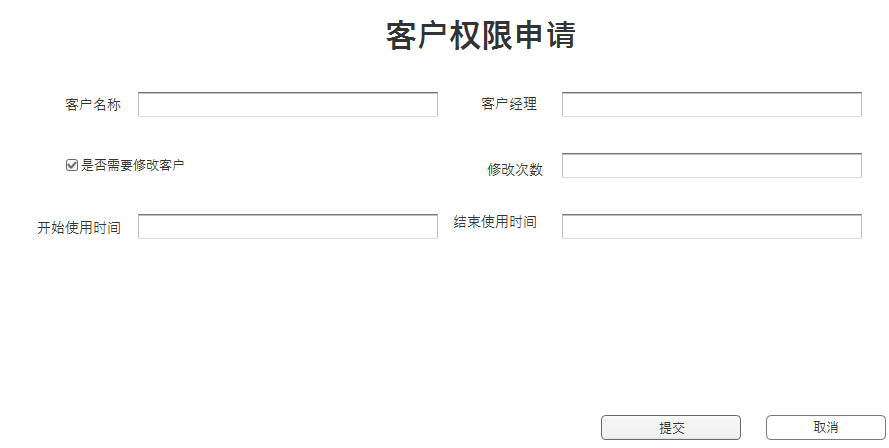 客户权限申请
客户名称
客户经理
是否需要修改客户
修改次数
开始使用时间
结束使用时间
提交
取消